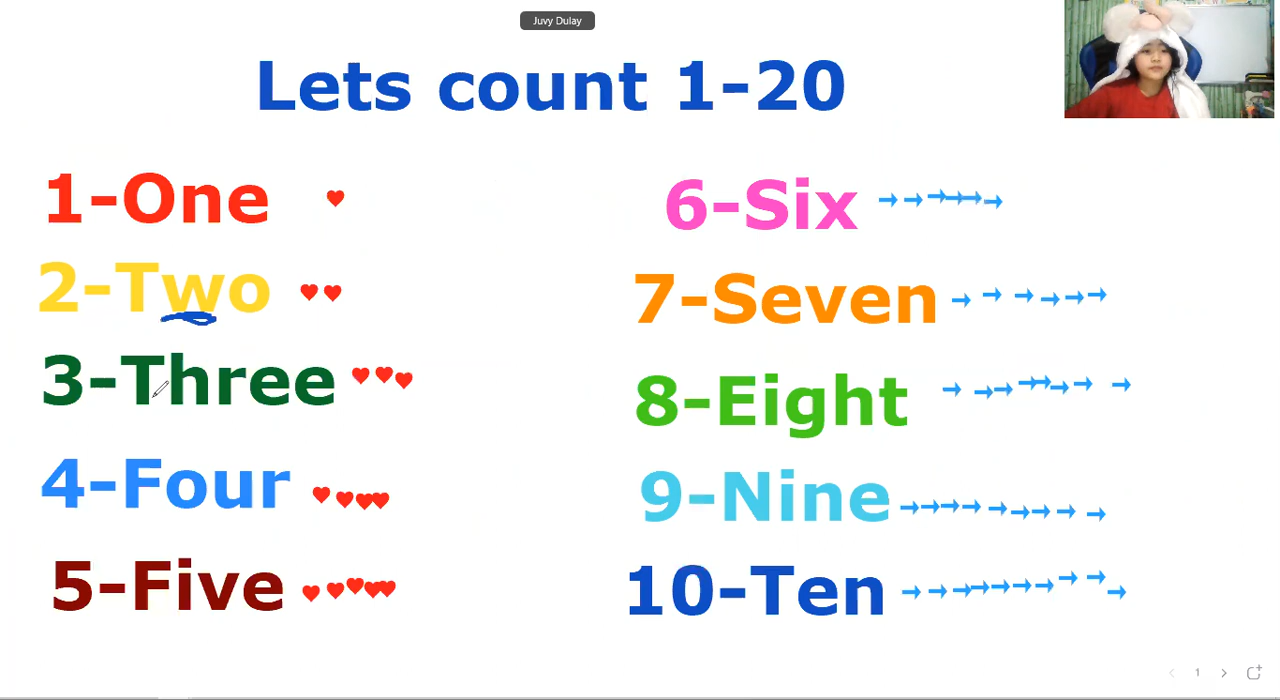 Juvy Dulay
Lets count 1-20
1-One
2-Two
3-Three
4-Four
5-Five
6-Six
7-Seven
8-Eight
9-Nine
10-Ten
1